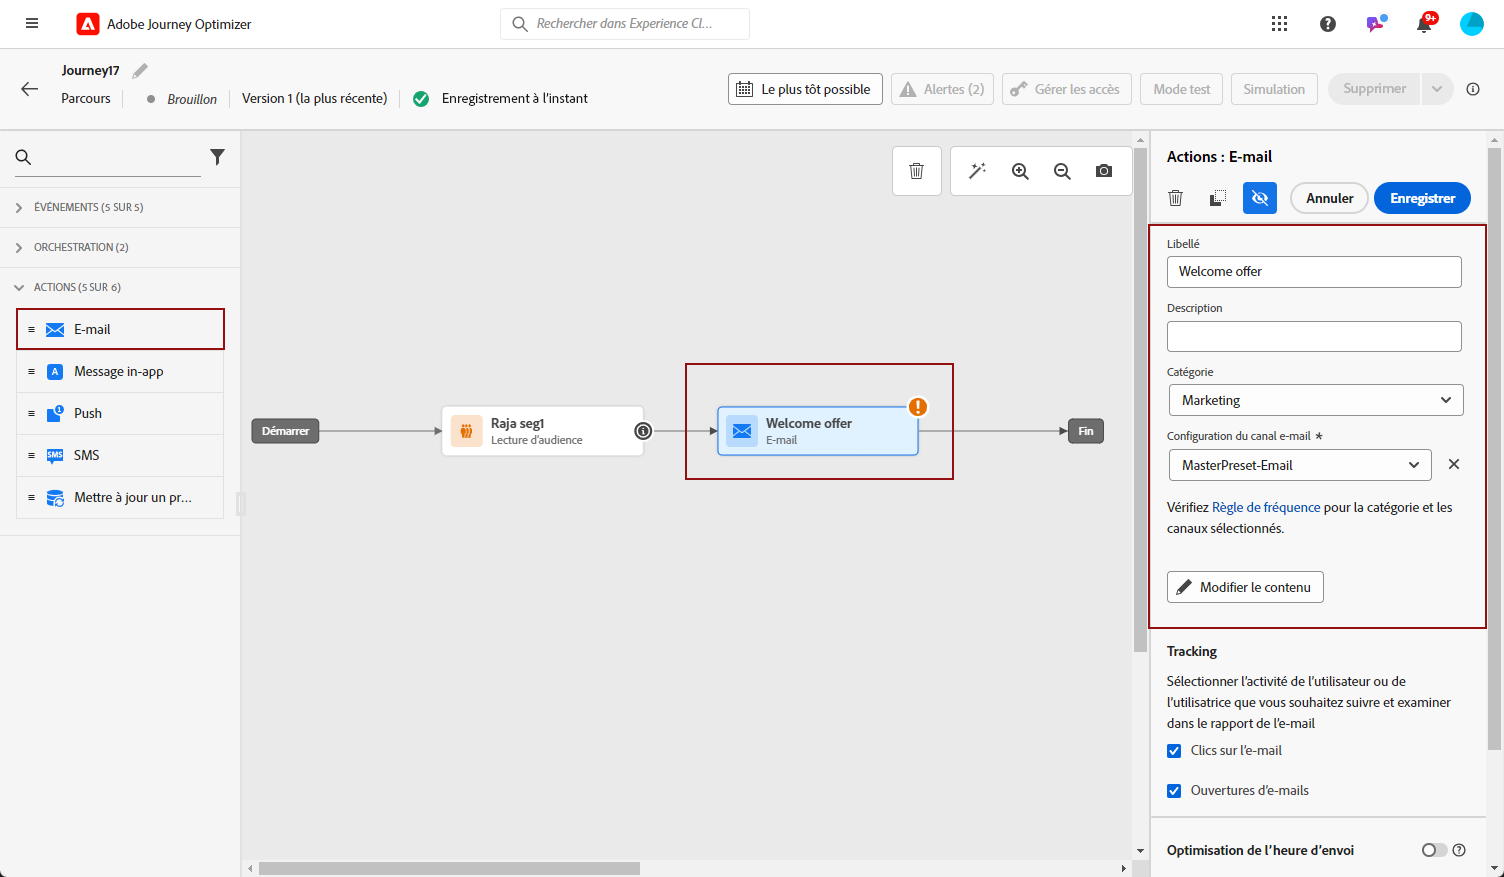 Adobe Journey Optimizer
Rechercher dans Experience Cl...
9+
Journey17
Parcours
Brouillon
Version 1 (la plus récente)
Enregistrement à l’instant
Le plus tôt possible
Alertes (2)
Gérer les accès
Mode test
Simulation
Supprimer
ÉVÉNEMENTS (5 SUR 5)
ORCHESTRATION (2)
ACTIONS (5 SUR 6)
E-mail
A
Message in-app
1
Push
SMS
SMS
Mettre à jour un pr...
Démarrer
Raja seg1
Lecture d’audience
Welcome offer
E-mail
Fin
Actions : E-mail
Annuler
Enregistrer
Libellé
Welcome offer
Description
Catégorie
Marketing
Configuration du canal e-mail *
MasterPreset-Email
Vérifiez Règle de fréquence pour la catégorie et les
canaux sélectionnés.
Modifier le contenu
Tracking
Sélectionner l’activité de l’utilisateur ou de
l’utilisatrice que vous souhaitez suivre et examiner
dans le rapport de l’e-mail
Clics sur l’e-mail
Ouvertures d’e-mails
Optimisation de l’heure d’envoi